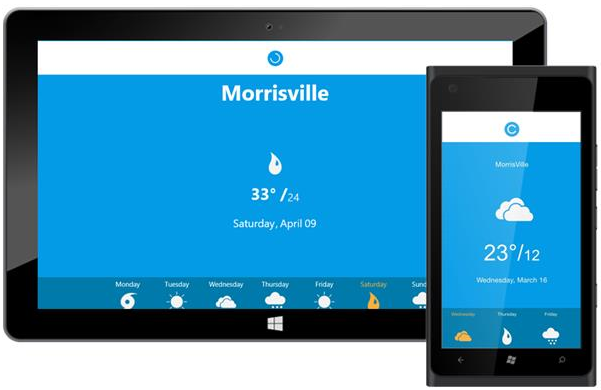 Morrisville
33° /24
Saturday, April 09
Monday Tuesday Wednesday Thursday Friday Saturday
MorrisVille
23°/12
Wednesday, March 16
Wednesday Thursday Friday